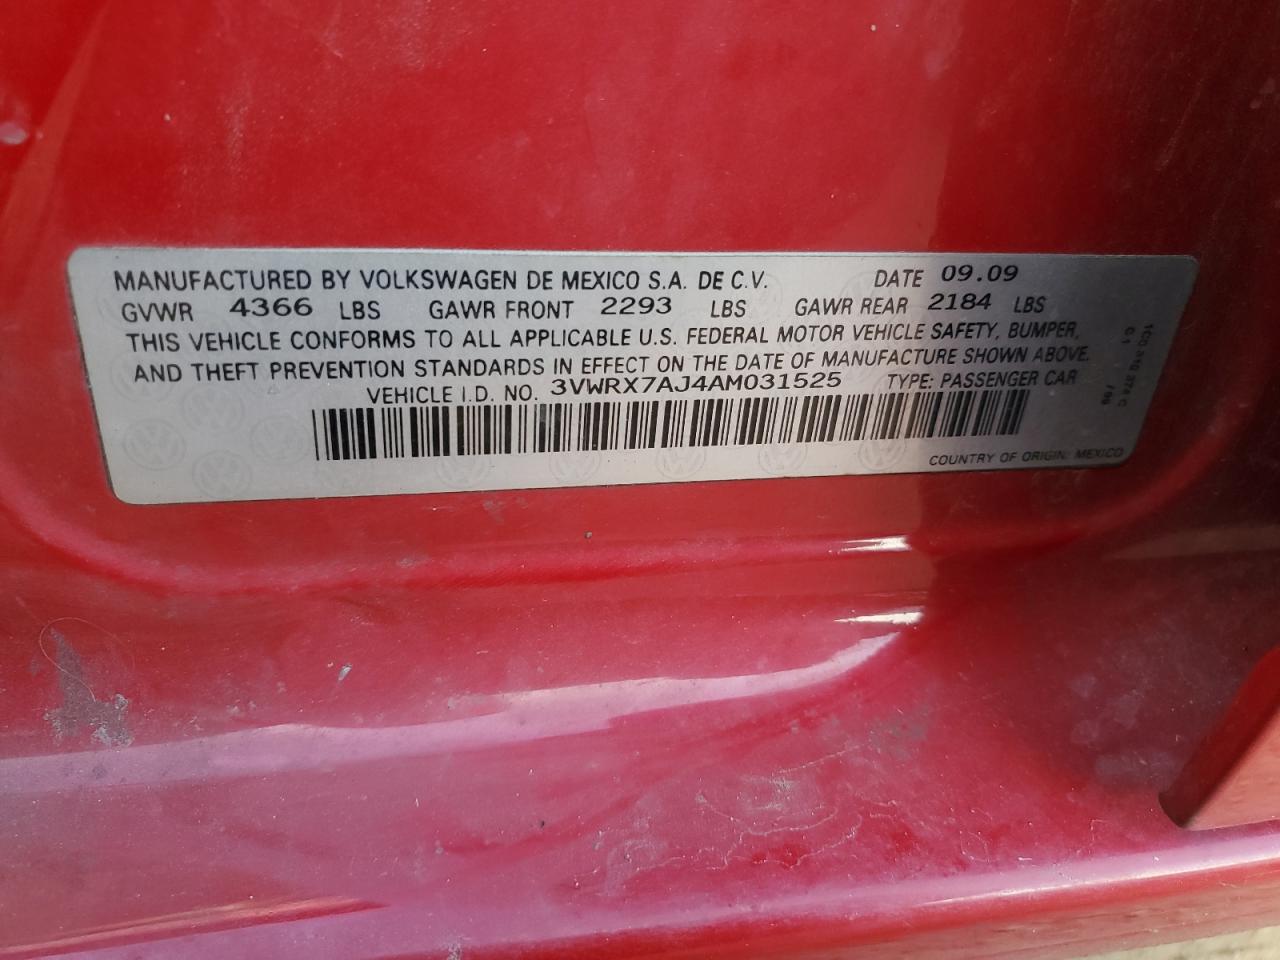 MANUFACTURED BY VOLKSWAGEN DE MEXICO S.A. DE C.V. DATE 09.09
GVWR 4366 LBS GAWR FRONT 2293 LBS GAWR REAR 2184 LBS
THIS VEHICLE CONFORMS TO ALL APPLICABLE U.S. FEDERAL MOTOR VEHICLE SAFETY, BUMPER,
AND THEFT PREVENTION STANDARDS IN EFFECT ON THE DATE OF MANUFACTURE SHOWN ABOVE.
VEHICLE I.D. NO. 3VWRX7AJ4AM031525 TYPE: PASSENGER CAR
COUNTRY OF ORIGIN: MEXICO